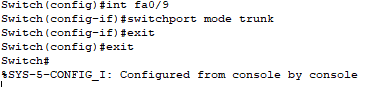 Switch(config)#int fa0/9
Switch(config-if)#switchport mode trunk
Switch(config-if)#exit
Switch(config)#exit
Switch#
%SYS-5-CONFIG_I: Configured from console by console